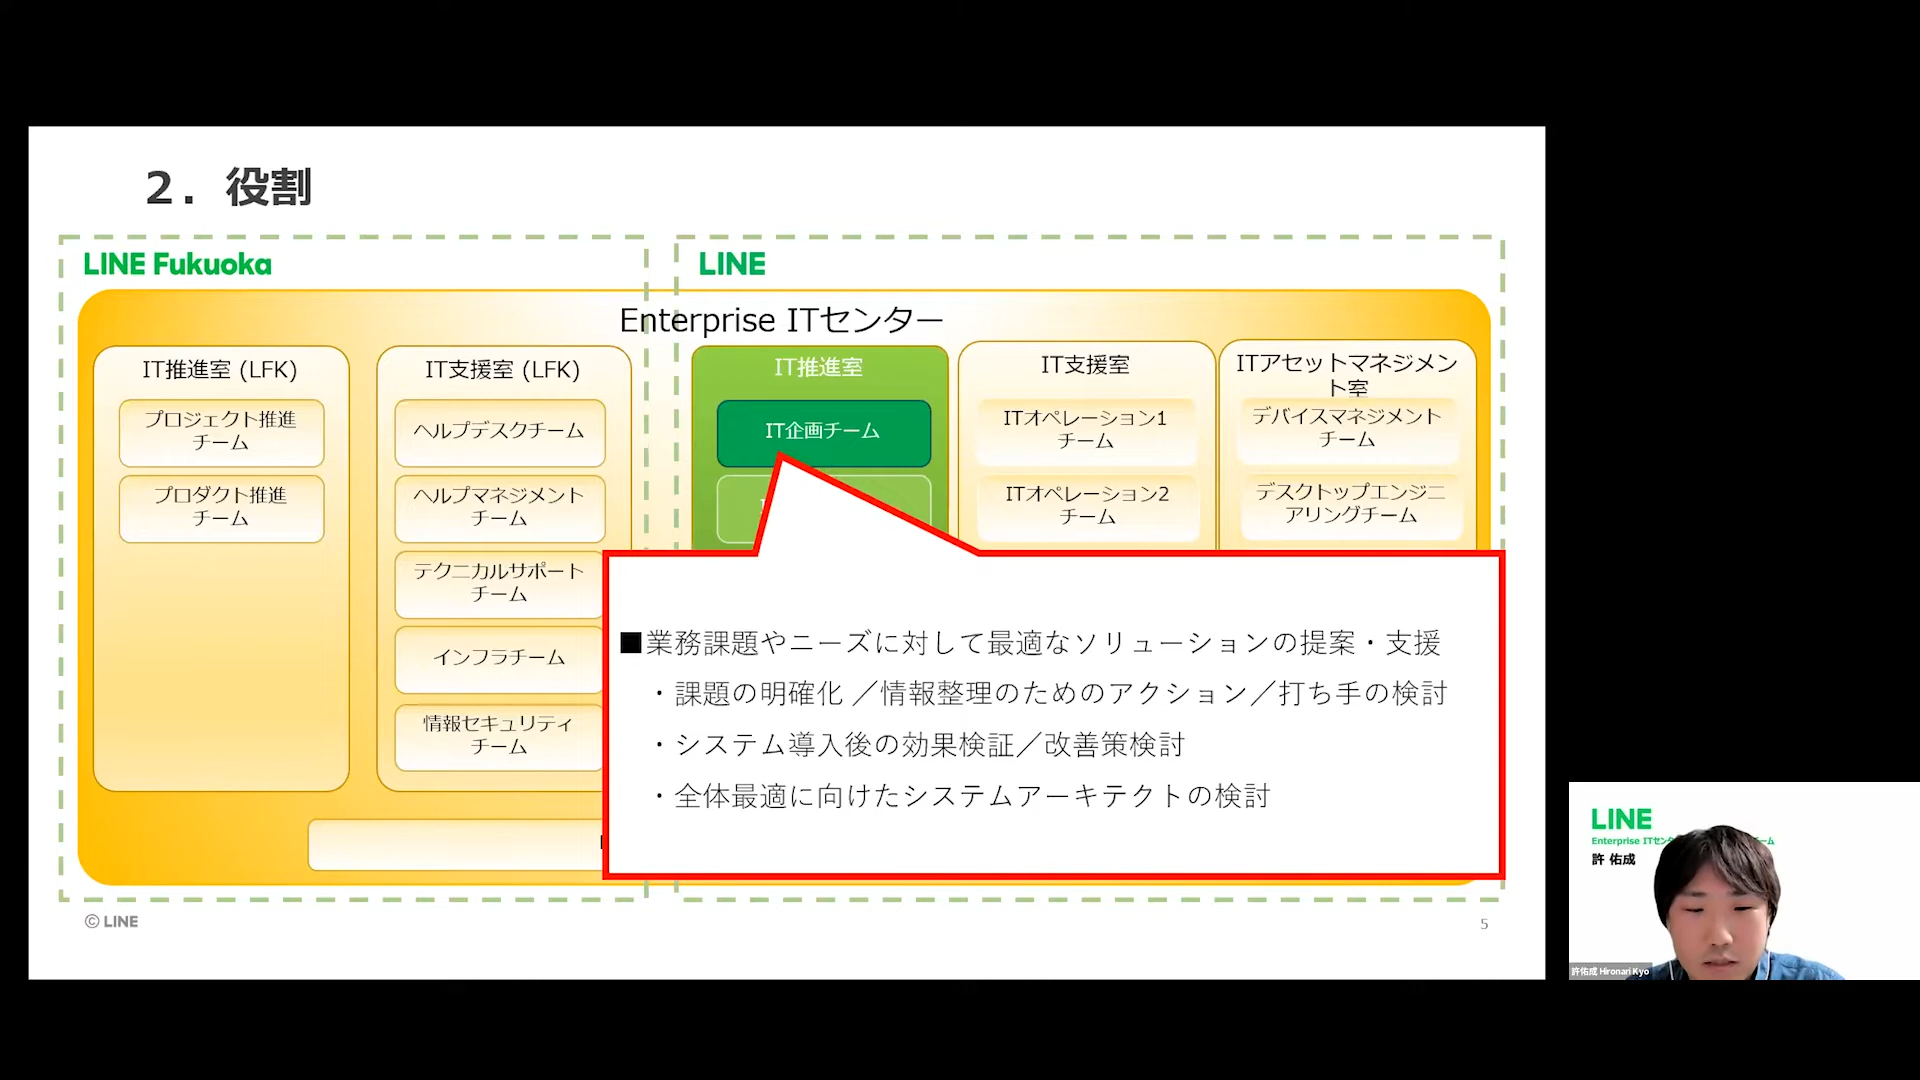 ２．役割
LINE Fukuoka
LINE
Enterprise ITセンター
IT推進室 (LFK)
プロジェクト推進
チーム
プロダクト推進
チーム
IT支援室 (LFK)
ヘルプデスクチーム
ヘルプマネジメント
チーム
テクニカルサポート
チーム
インフラチーム
情報セキュリティ
チーム
IT推進室
IT企画チーム
IT支援室
ITオペレーション1
チーム
ITオペレーション2
チーム
ITアセットマネジメン
ト室
デバイスマネジメント
チーム
デスクトップエンジニ
アリングチーム
■業務課題やニーズに対して最適なソリューションの提案・支援
・課題の明確化 ／情報整理のためのアクション／打ち手の検討
・システム導入後の効果検証／改善策検討
・全体最適に向けたシステムアーキテクトの検討
© LINE
5
LINE
Enterprise ITセン
ーム
許 佑成
許佑成 Hironari Kyo